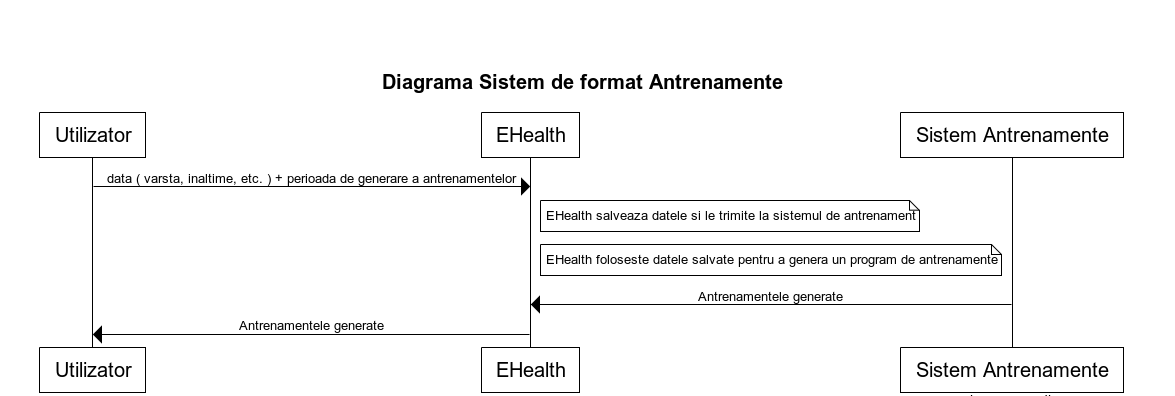 Diagrama Sistem de format Antrenamente
Utilizator
EHealth
Sistem Antrenamente
data ( varsta, inaltime, etc. ) + perioada de generare a antrenamentelor
EHealth salveaza datele si le trimite la sistemul de antrenament
EHealth foloseste datele salvate pentru a genera un program de antrenamente
Antrenamentele generate
Antrenamentele generate
Utilizator
EHealth
Sistem Antrenamente